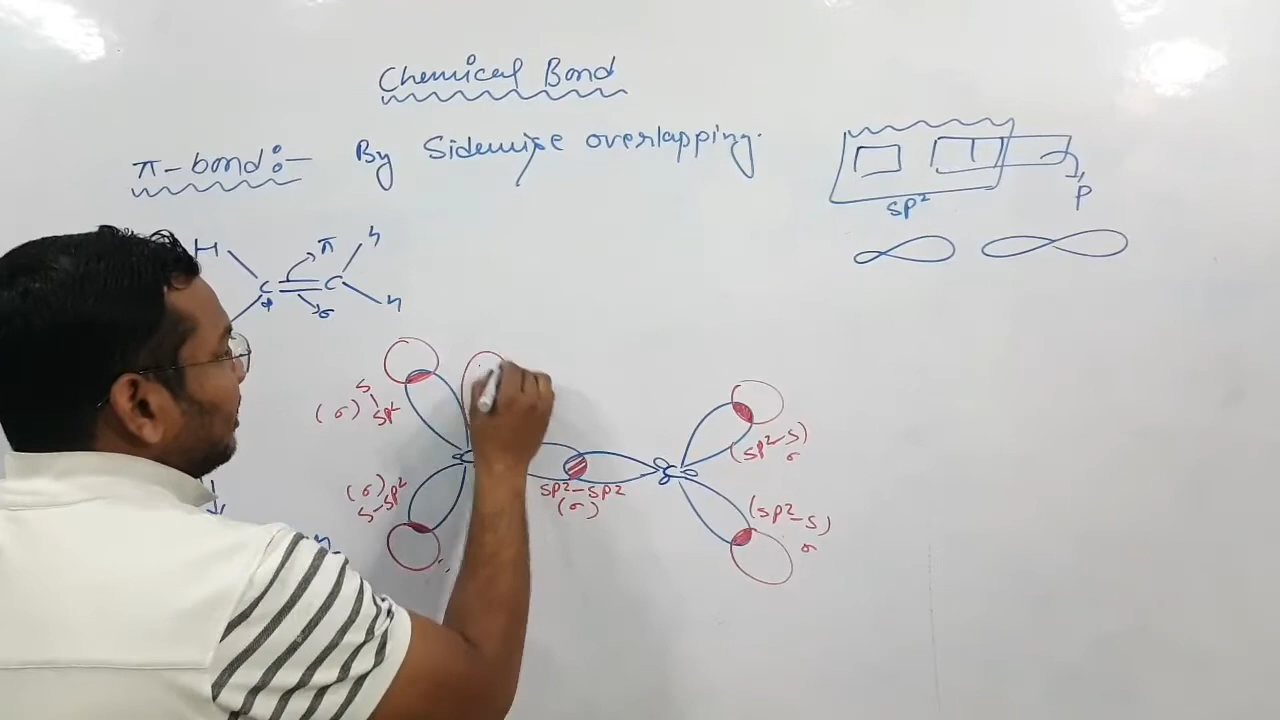 Chemical Bond
π-bond:- By Sidewise overlapping.
sp²
p
H
π
h
C = C
σ
h
s
(σ) sp²
(sp²-s)
σ
(σ)
s-sp²
sp²-sp²
(σ)
C
(sp²-s)
σ